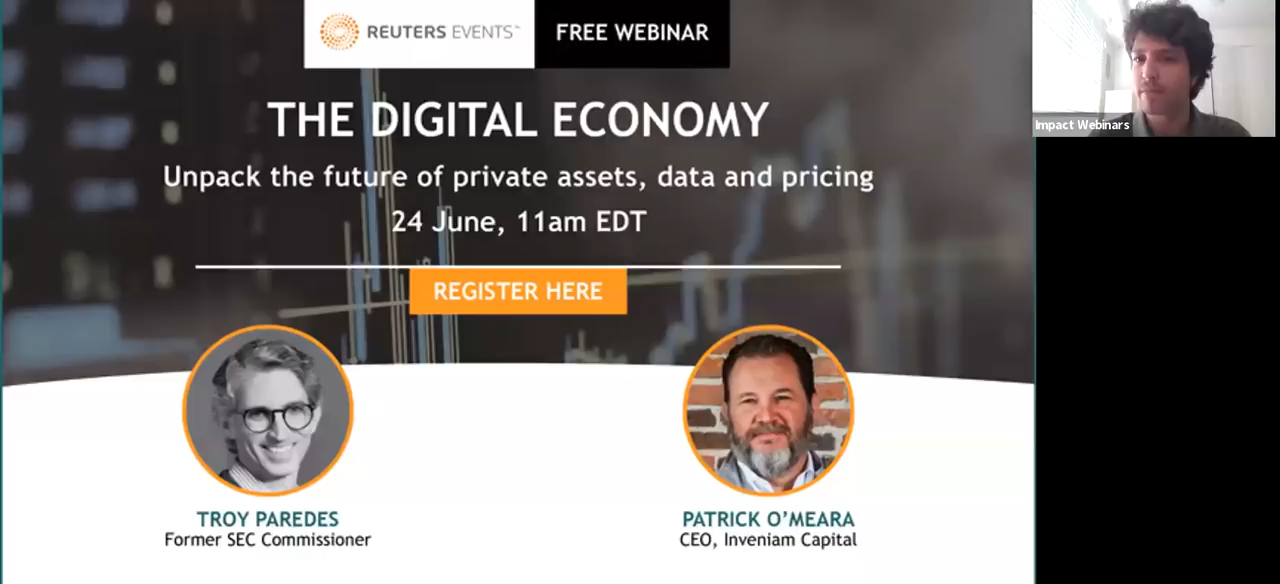 REUTERS EVENTS™
FREE WEBINAR
THE DIGITAL ECONOMY
Unpack the future of private assets, data and pricing
24 June, 11am EDT
REGISTER HERE
TROY PAREDES
Former SEC Commissioner
PATRICK O’MEARA
CEO, Inveniam Capital
Impact Webinars